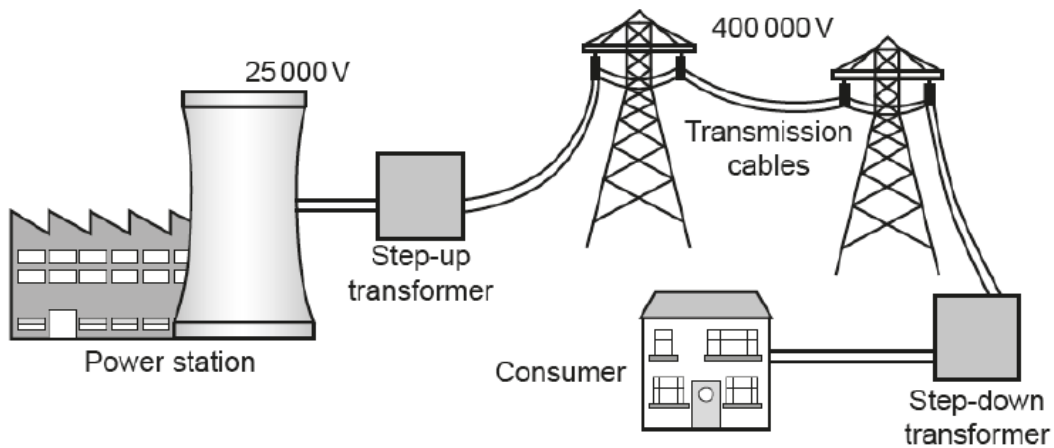 25 000 V
400 000 V
Transmission
cables
Step-up
transformer
Power station
Consumer
Step-down
transformer